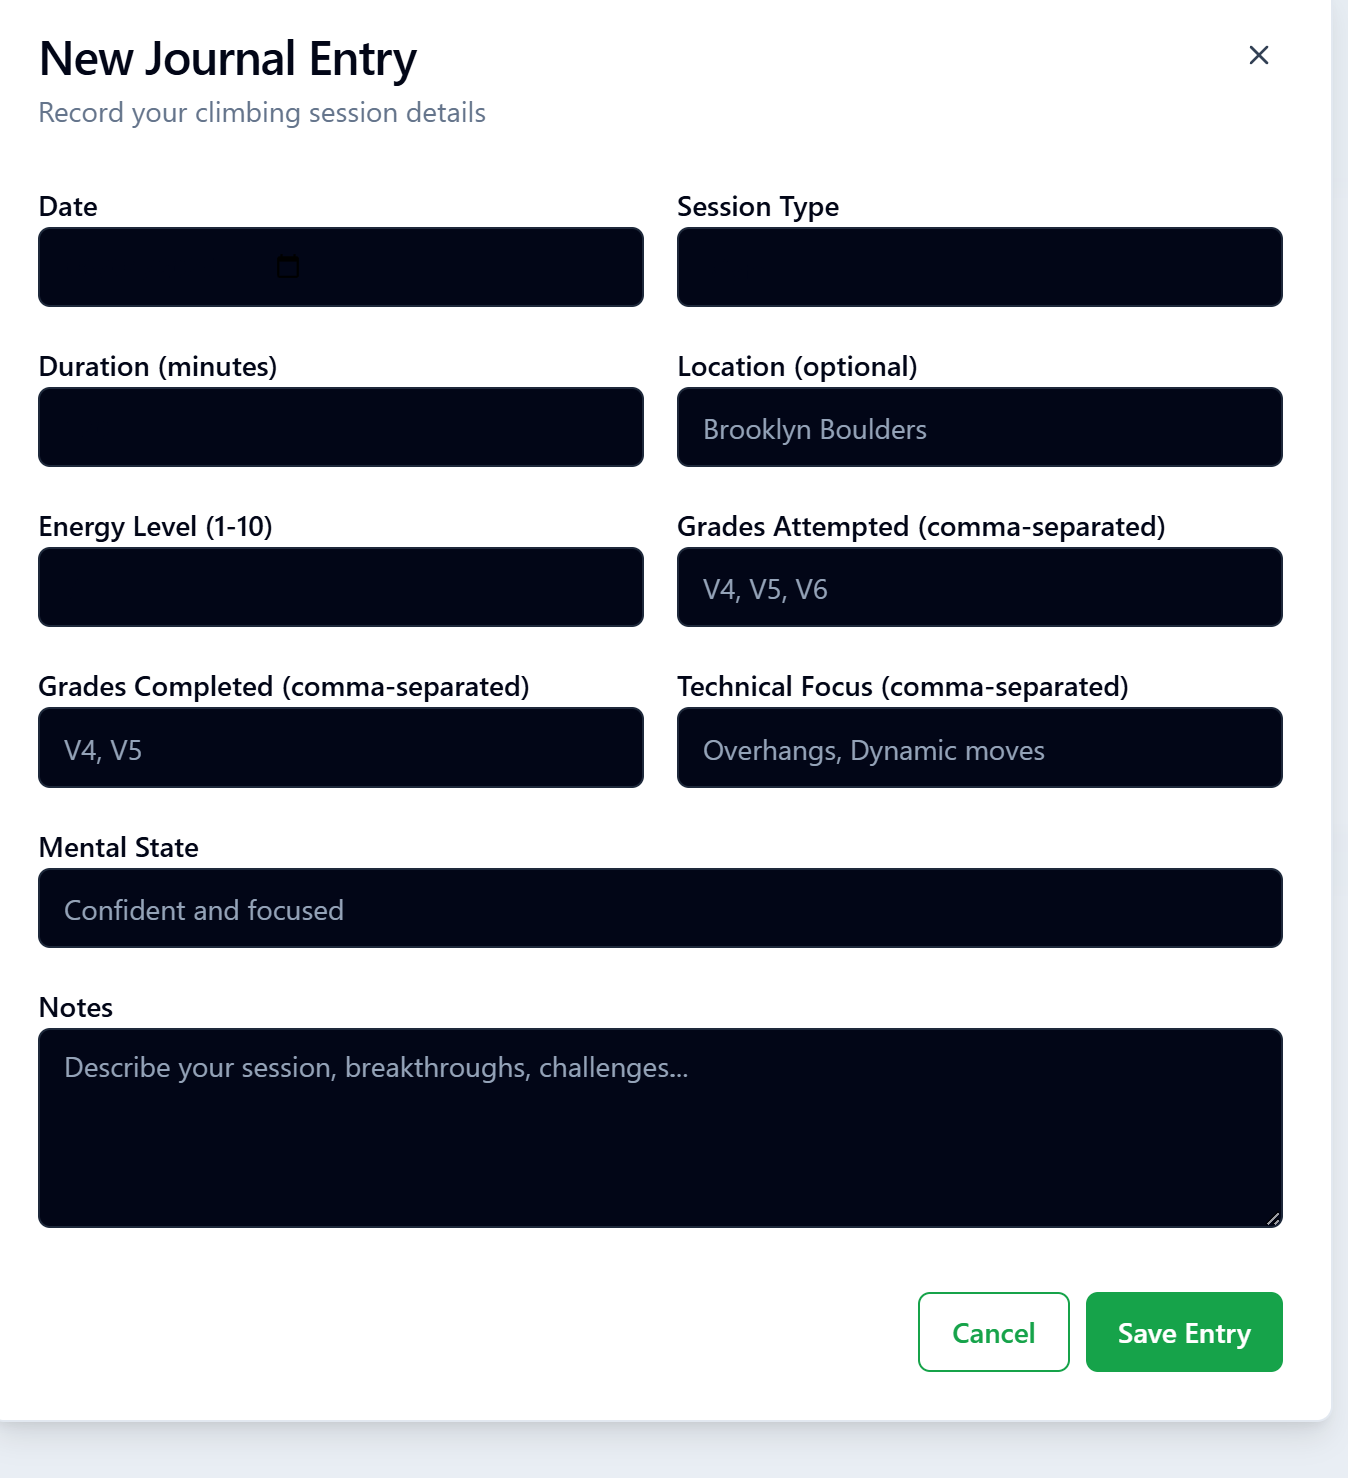 New Journal Entry
Record your climbing session details
Date
Session Type
Duration (minutes)
Location (optional)
Brooklyn Boulders
Energy Level (1-10)
Grades Attempted (comma-separated)
V4, V5, V6
Grades Completed (comma-separated)
Technical Focus (comma-separated)
V4, V5
Overhangs, Dynamic moves
Mental State
Confident and focused
Notes
Describe your session, breakthroughs, challenges...
Cancel
Save Entry